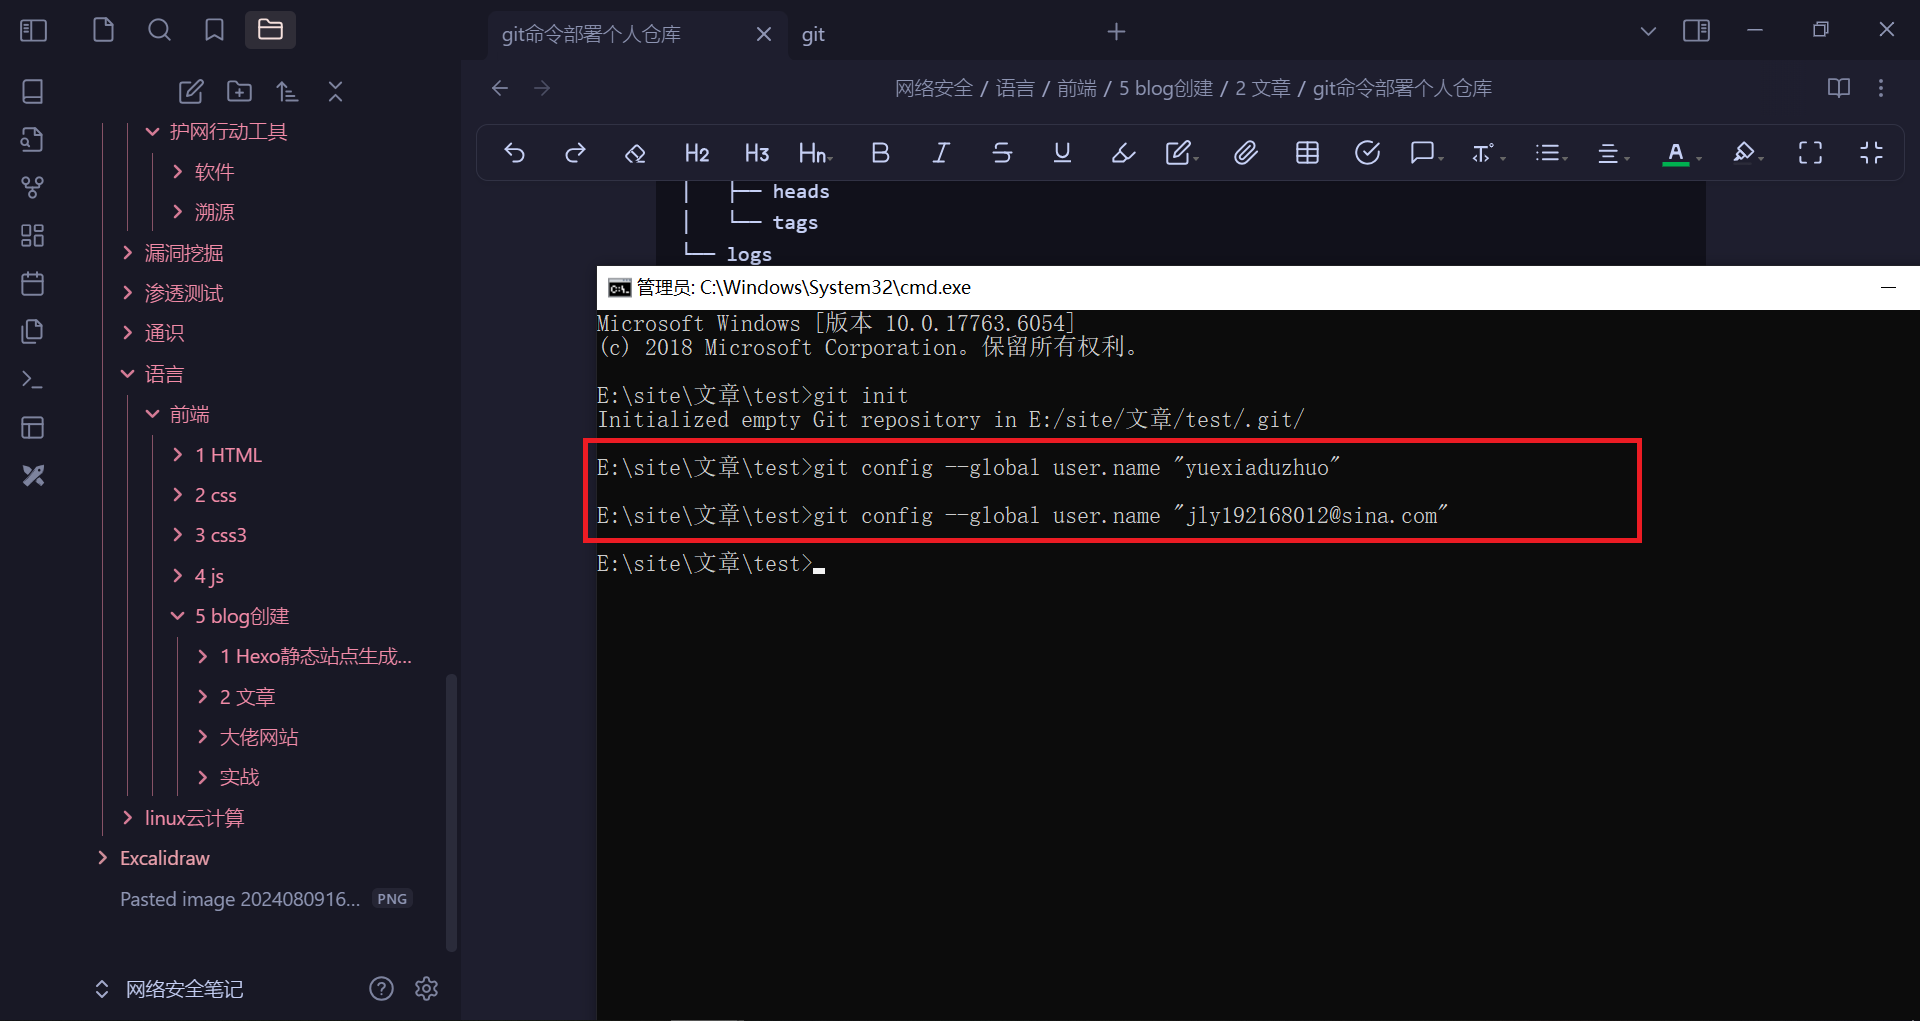 git命令部署个人仓库
git
网络安全 / 语言 / 前端 / 5 blog创建 / 2 文章 / git命令部署个人仓库
H2 H3 Hn B I S U A
护网行动工具
软件
溯源
漏洞挖掘
渗透测试
通识
语言
前端
1 HTML
2 css
3 css3
4 js
5 blog创建
1 Hexo静态站点生成...
2 文章
大佬网站
实战
linux云计算
Excalidraw
Pasted image 2024080916... PNG
网络安全笔记
│   ├── heads
│   └── tags
└── logs
管理员: C:\Windows\System32\cmd.exe
Microsoft Windows [版本 10.0.17763.6054]
(c) 2018 Microsoft Corporation。保留所有权利。
E:\site\文章\test>git init
Initialized empty Git repository in E:/site/文章/test/.git/
E:\site\文章\test>git config --global user.name "yuexiaduzhuo"
E:\site\文章\test>git config --global user.name "jly192168012@sina.com"
E:\site\文章\test>